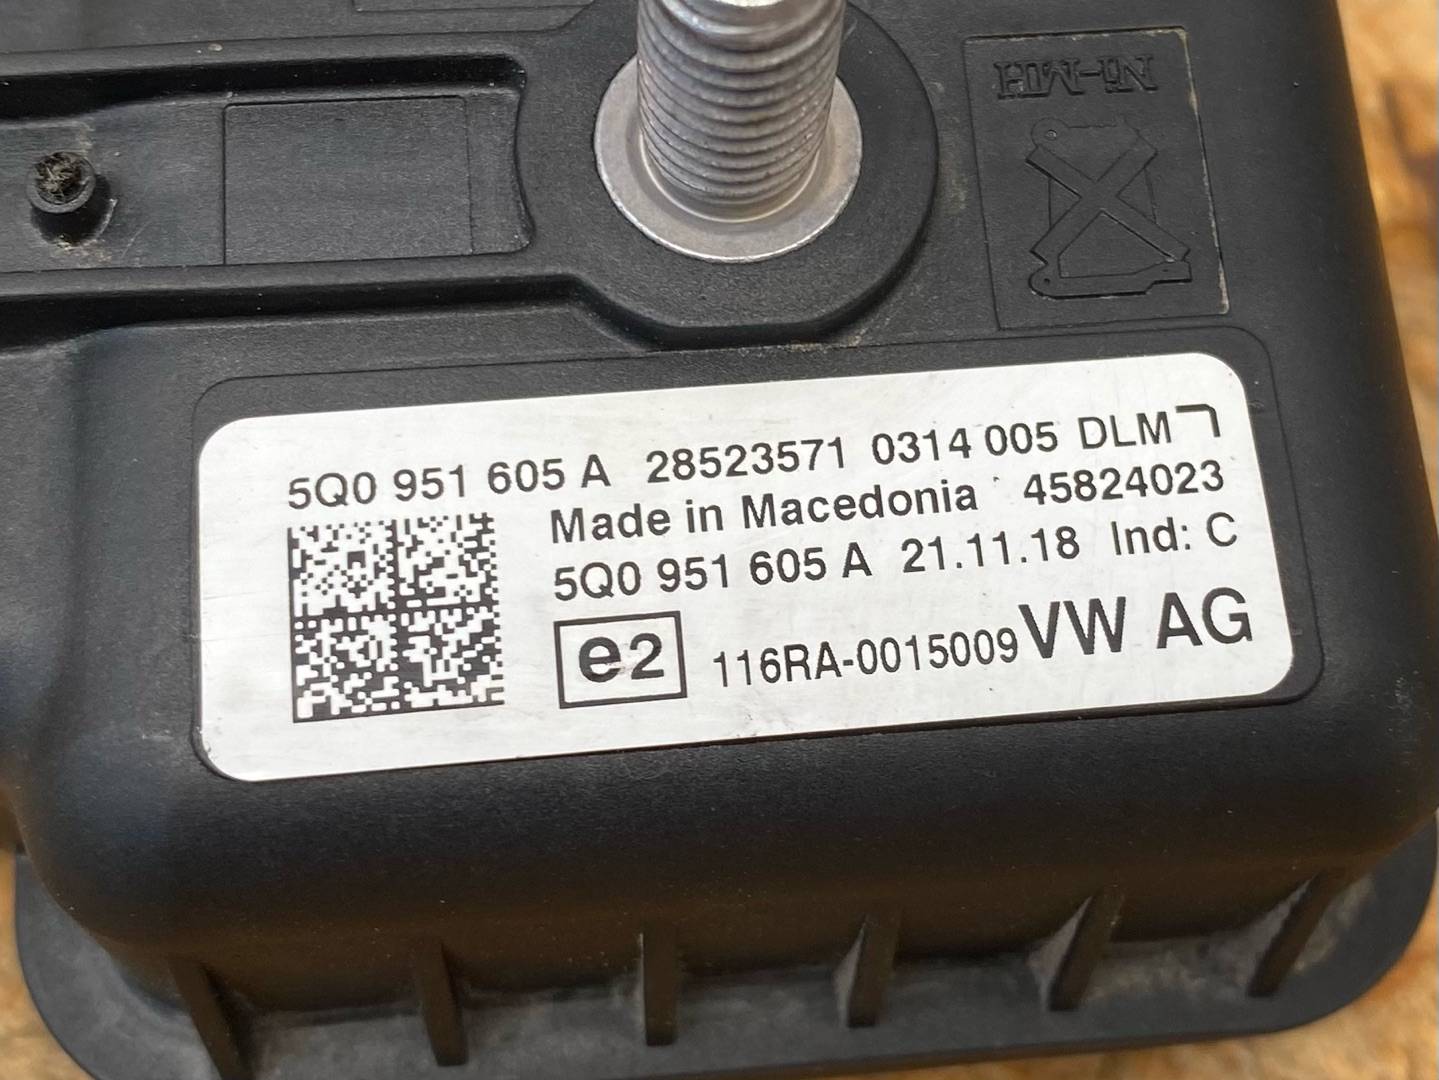 Ni-MH
5Q0 951 605 A 28523571 0314 005 DLM
Made in Macedonia 45824023
5Q0 951 605 A 21.11.18 Ind: C
e2 116RA-0015009 VW AG